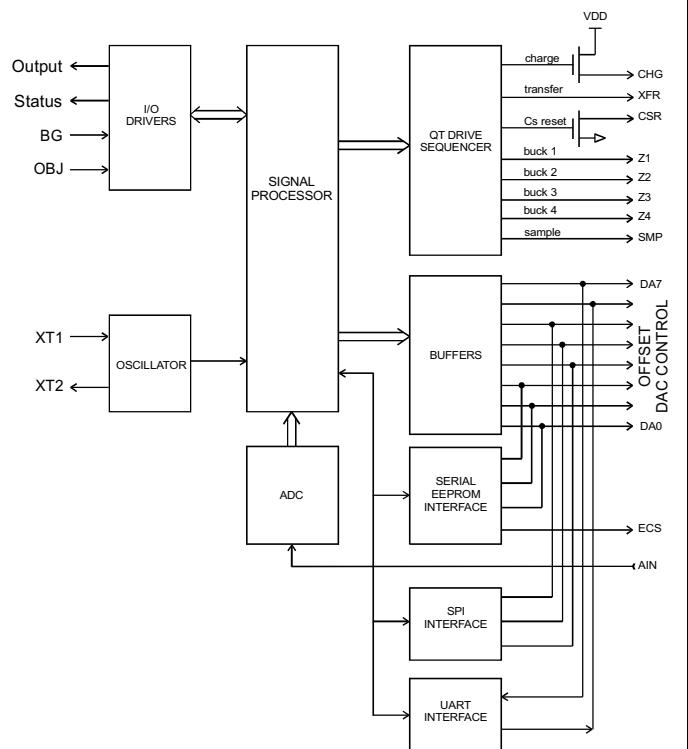 VDD
Output
Status
BG
OBJ
I/O
DRIVERS
SIGNAL
PROCESSOR
QT DRIVE
SEQUENCER
charge
CHG
transfer
XFR
Cs reset
CSR
buck 1
Z1
buck 2
Z2
buck 3
Z3
buck 4
Z4
sample
SMP
XT1
XT2
OSCILLATOR
BUFFERS
DA7
OFFSET
DAC CONTROL
DA0
ADC
SERIAL
EEPROM
INTERFACE
ECS
AIN
SPI
INTERFACE
UART
INTERFACE